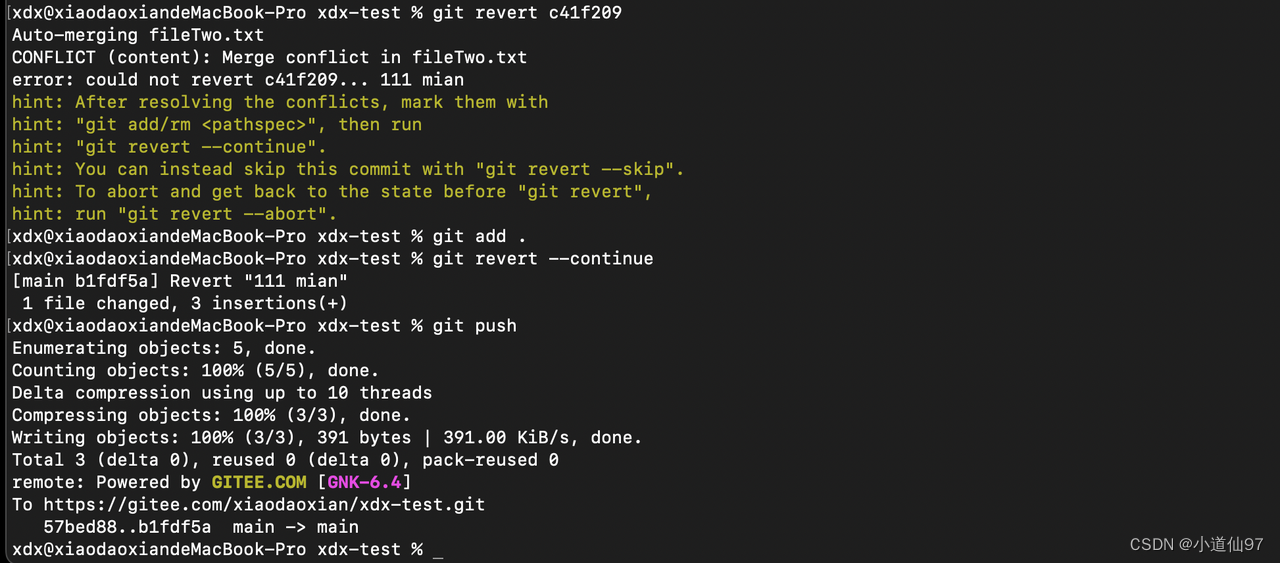 [xdx@xiaodaoxiandeMacBook-Pro xdx-test % git revert c41f209
Auto-merging fileTwo.txt
CONFLICT (content): Merge conflict in fileTwo.txt
error: could not revert c41f209... 111 mian
hint: After resolving the conflicts, mark them with
hint: "git add/rm <pathspec>", then run
hint: "git revert --continue".
hint: You can instead skip this commit with "git revert --skip".
hint: To abort and get back to the state before "git revert",
hint: run "git revert --abort".
[xdx@xiaodaoxiandeMacBook-Pro xdx-test % git add .
[xdx@xiaodaoxiandeMacBook-Pro xdx-test % git revert --continue
[main b1fdf5a] Revert "111 mian"
 1 file changed, 3 insertions(+)
[xdx@xiaodaoxiandeMacBook-Pro xdx-test % git push
Enumerating objects: 5, done.
Counting objects: 100% (5/5), done.
Delta compression using up to 10 threads
Compressing objects: 100% (3/3), done.
Writing objects: 100% (3/3), 391 bytes | 391.00 KiB/s, done.
Total 3 (delta 0), reused 0 (delta 0), pack-reused 0
remote: Powered by GITEE.COM [GNK-6.4]
To https://gitee.com/xiaodaoxian/xdx-test.git
   57bed88..b1fdf5a  main -> main
xdx@xiaodaoxiandeMacBook-Pro xdx-test % _
CSDN @小道仙97